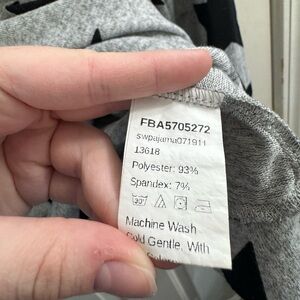 FBA5705272
swpajama071911
13618
Polyester: 93%
Spandex: 7%
Machine Wash
Cold Gentle, With